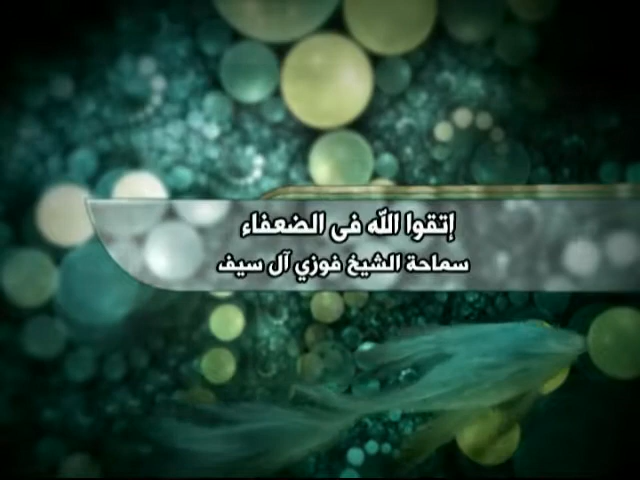 إتقوا الله فى الضعفاء
سماحة الشيخ فوزي آل سيف